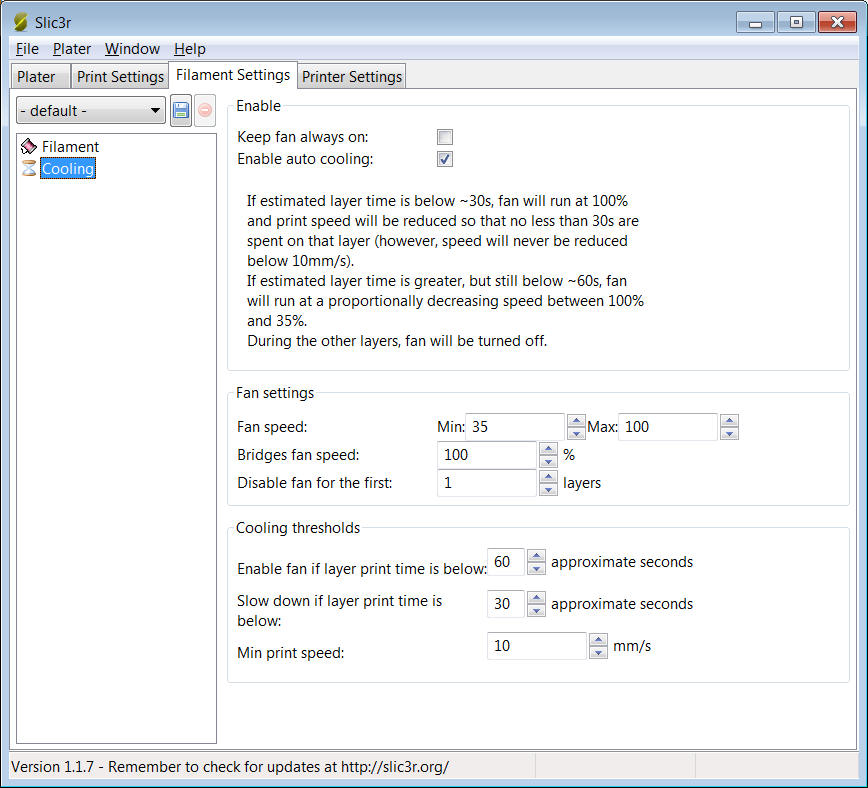 Slic3r
File Plater Window Help
Plater Print Settings Filament Settings Printer Settings
- default -
Filament
Cooling
Enable
Keep fan always on:
Enable auto cooling:
If estimated layer time is below ~30s, fan will run at 100%
and print speed will be reduced so that no less than 30s are
spent on that layer (however, speed will never be reduced
below 10mm/s).
If estimated layer time is greater, but still below ~60s, fan
will run at a proportionally decreasing speed between 100%
and 35%.
During the other layers, fan will be turned off.
Fan settings
Fan speed: Min: 35 Max: 100
Bridges fan speed: 100 %
Disable fan for the first: 1 layers
Cooling thresholds
Enable fan if layer print time is below: 60 approximate seconds
Slow down if layer print time is
below: 30 approximate seconds
Min print speed: 10 mm/s
Version 1.1.7 - Remember to check for updates at http://slic3r.org/